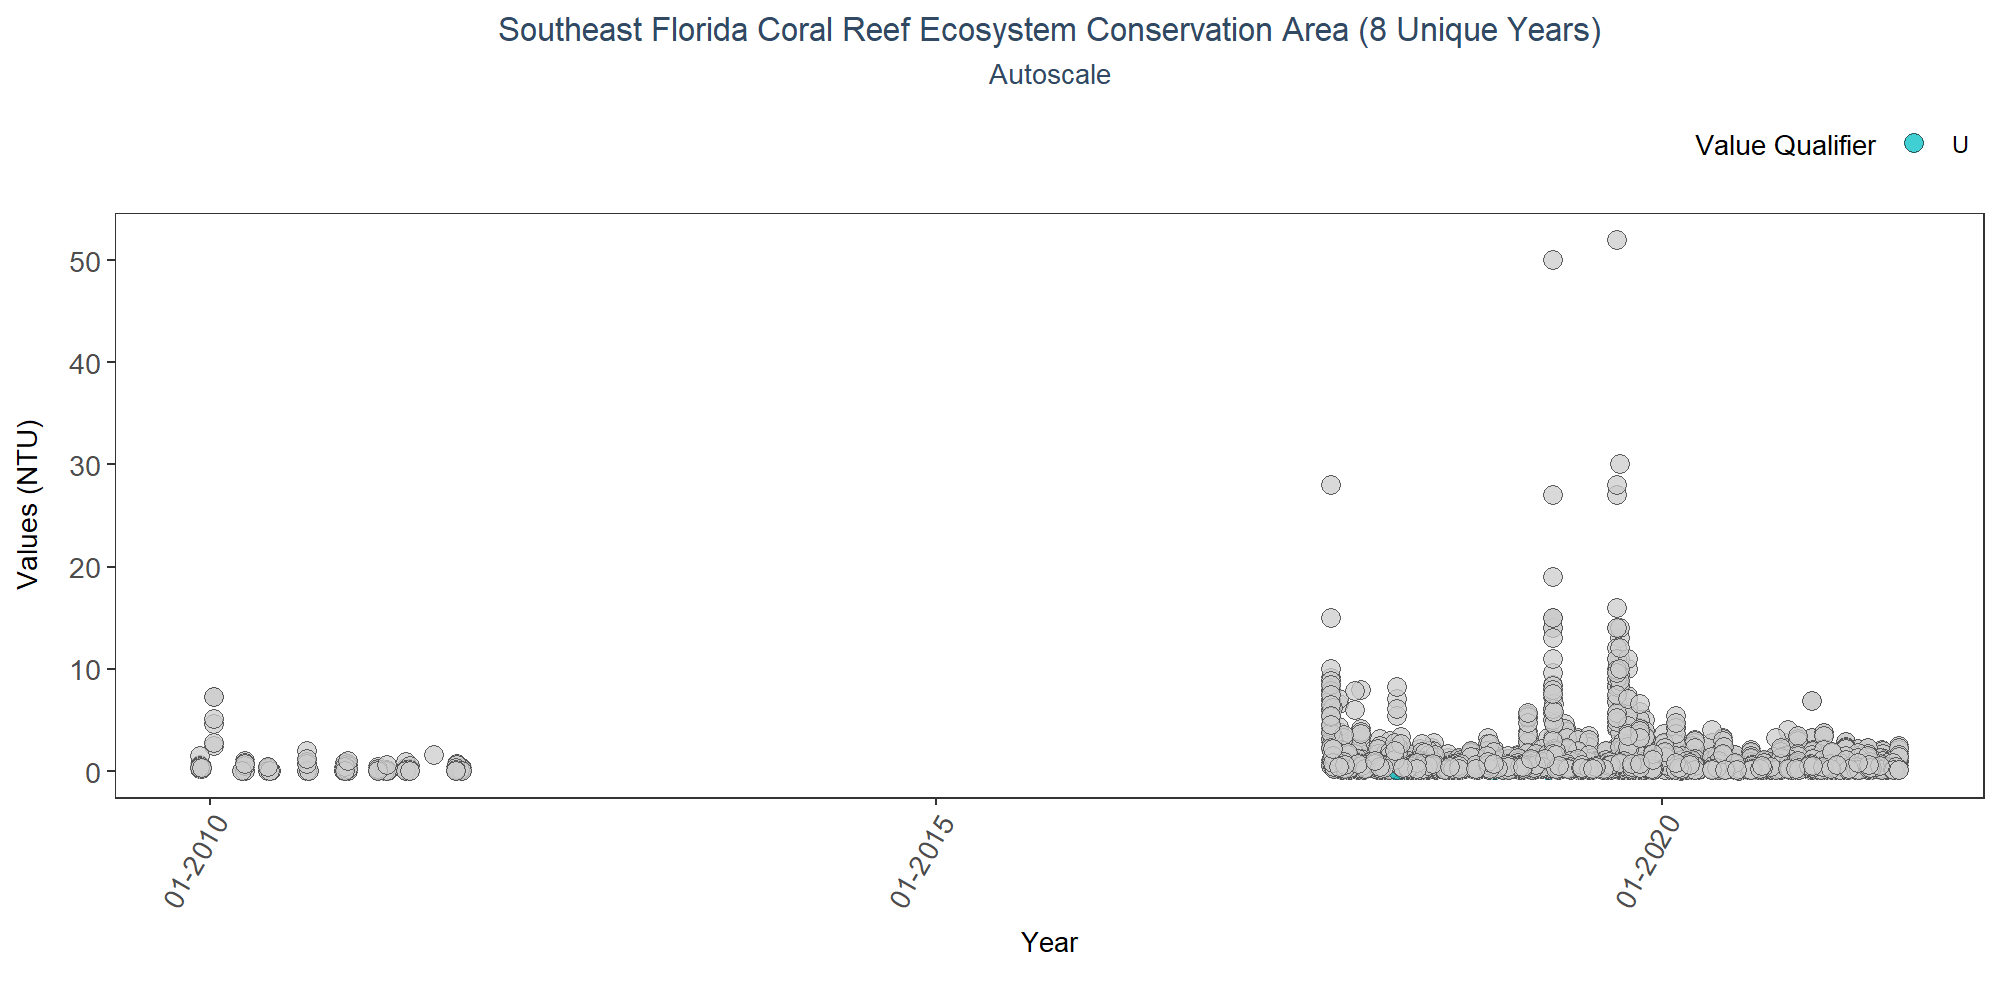 Southeast Florida Coral Reef Ecosystem Conservation Area (8 Unique Years)
Autoscale
Value Qualifier U
Values (NTU)
50
40
30
20
10
0
01-2010 01-2015 01-2020
Year